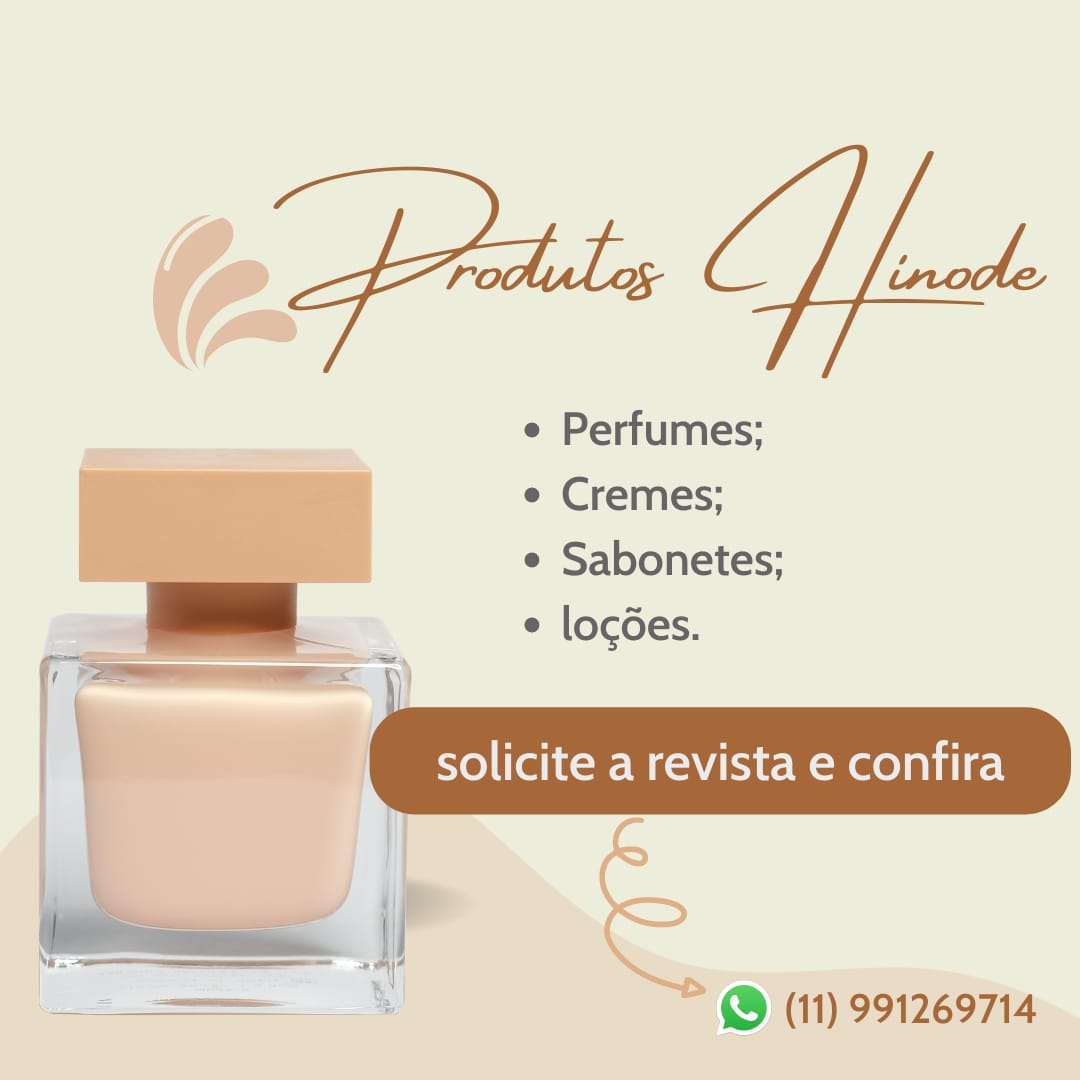 Produtos Hinode
• Perfumes;
• Cremes;
• Sabonetes;
• loções.
solicite a revista e confira
(11) 991269714